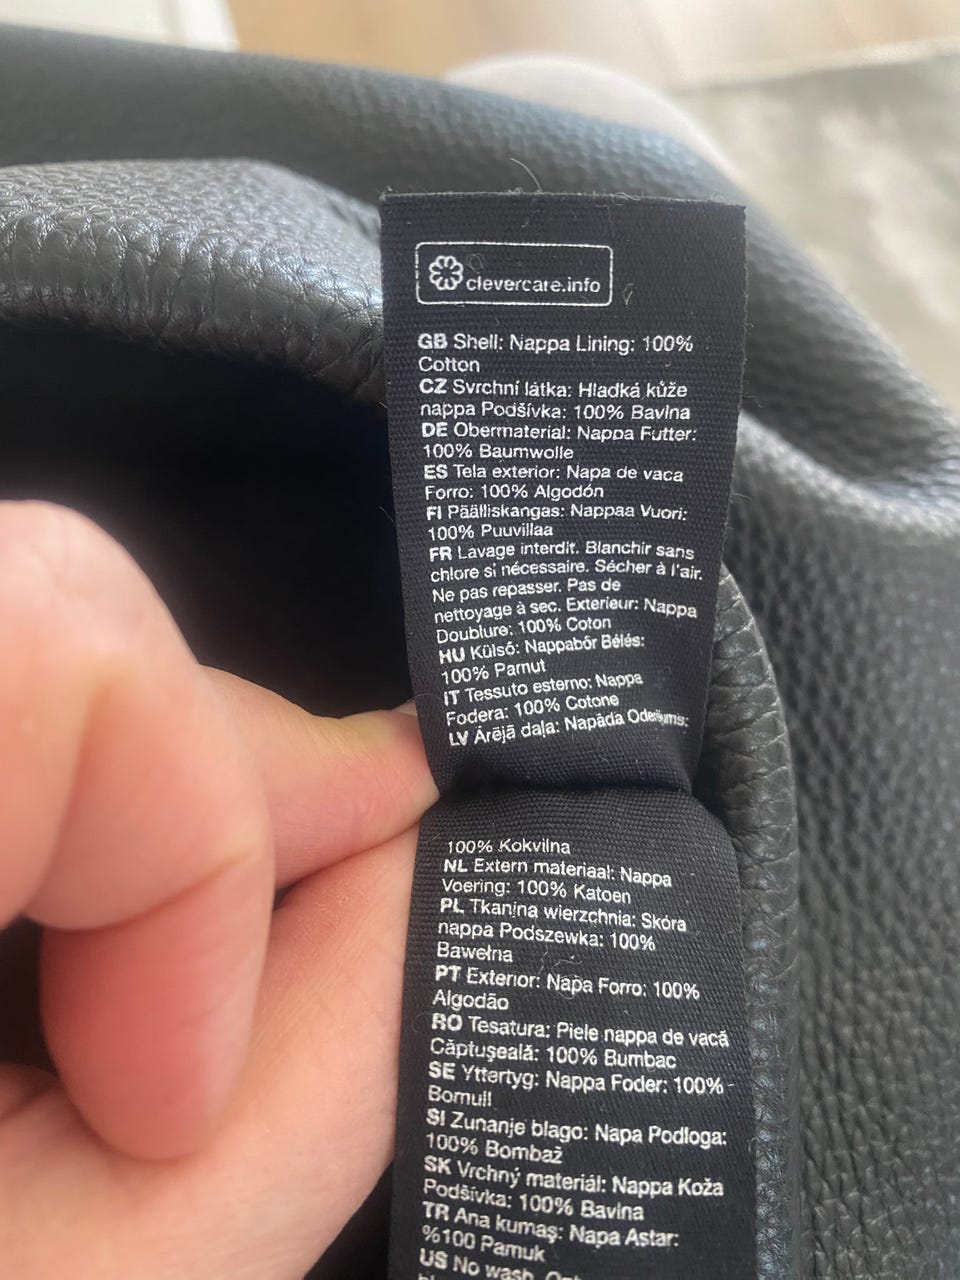 clevercare.info
GB Shell: Nappa Lining: 100%
Cotton
CZ Svrchní látka: Hladká kůže
nappa Podšívka: 100% Bavlna
DE Obermaterial: Nappa Futter:
100% Baumwolle
ES Tela exterior: Napa de vaca
Forro: 100% Algodón
FI Päälliskangas: Nappaa Vuori:
100% Puuvillaa
FR Lavage interdit. Blanchir sans
chlore si nécessaire. Sécher à l'air.
Ne pas repasser. Pas de
nettoyage à sec. Exterieur: Nappa
Doublure: 100% Coton
HU Külső: Nappabőr Bélés:
100% Pamut
IT Tessuto esterno: Nappa
Fodera: 100% Cotone
LV Ārējā daļa: Napāda Oderējums:
100% Kokvilna
NL Extern materiaal: Nappa
Voering: 100% Katoen
PL Tkanina wierzchnia: Skóra
nappa Podszewka: 100%
Bawełna
PT Exterior: Napa Forro: 100%
Algodão
RO Tesatura: Piele nappa de vacă
Căptuşeală: 100% Bumbac
SE Yttertyg: Nappa Foder: 100%
Bomull
SI Zunanje blago: Napa Podloga:
100% Bombaž
SK Vrchný materiál: Nappa Koža
Podšívka: 100% Bavlna
TR Ana kumaş: Napa Astar:
%100 Pamuk
US No wash.